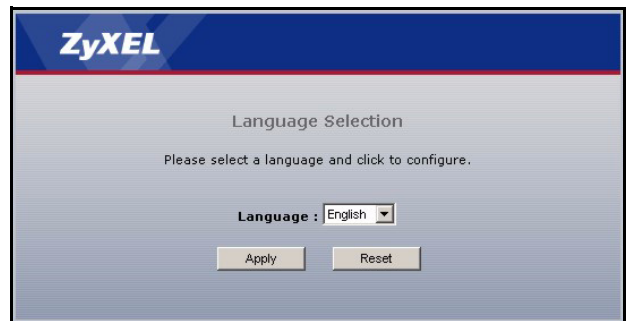 ZyXEL
Language Selection
Please select a language and click to configure.
Language : English
Apply Reset